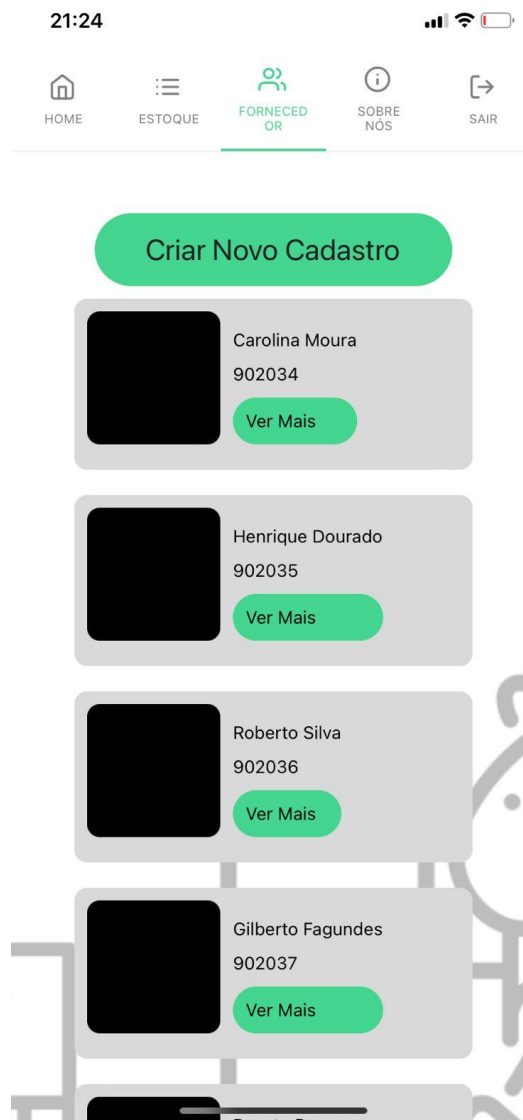 21:24
HOME
ESTOQUE
FORNECED
OR
SOBRE
NÓS
SAIR
Criar Novo Cadastro
Carolina Moura
902034
Ver Mais
Henrique Dourado
902035
Ver Mais
Roberto Silva
902036
Ver Mais
Gilberto Fagundes
902037
Ver Mais